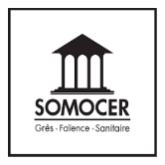 SOMOCER
Grès - Faïence - Sanitaire